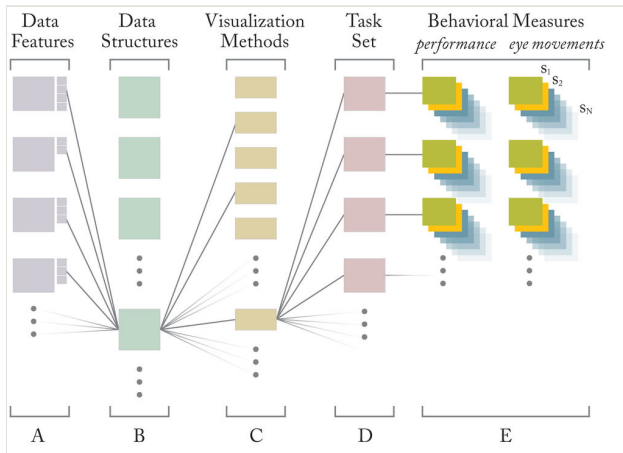 Data
Features
Data
Structures
Visualization
Methods
Task
Set
Behavioral Measures
performance eye movements
S1
S2
SN
A
B
C
D
E